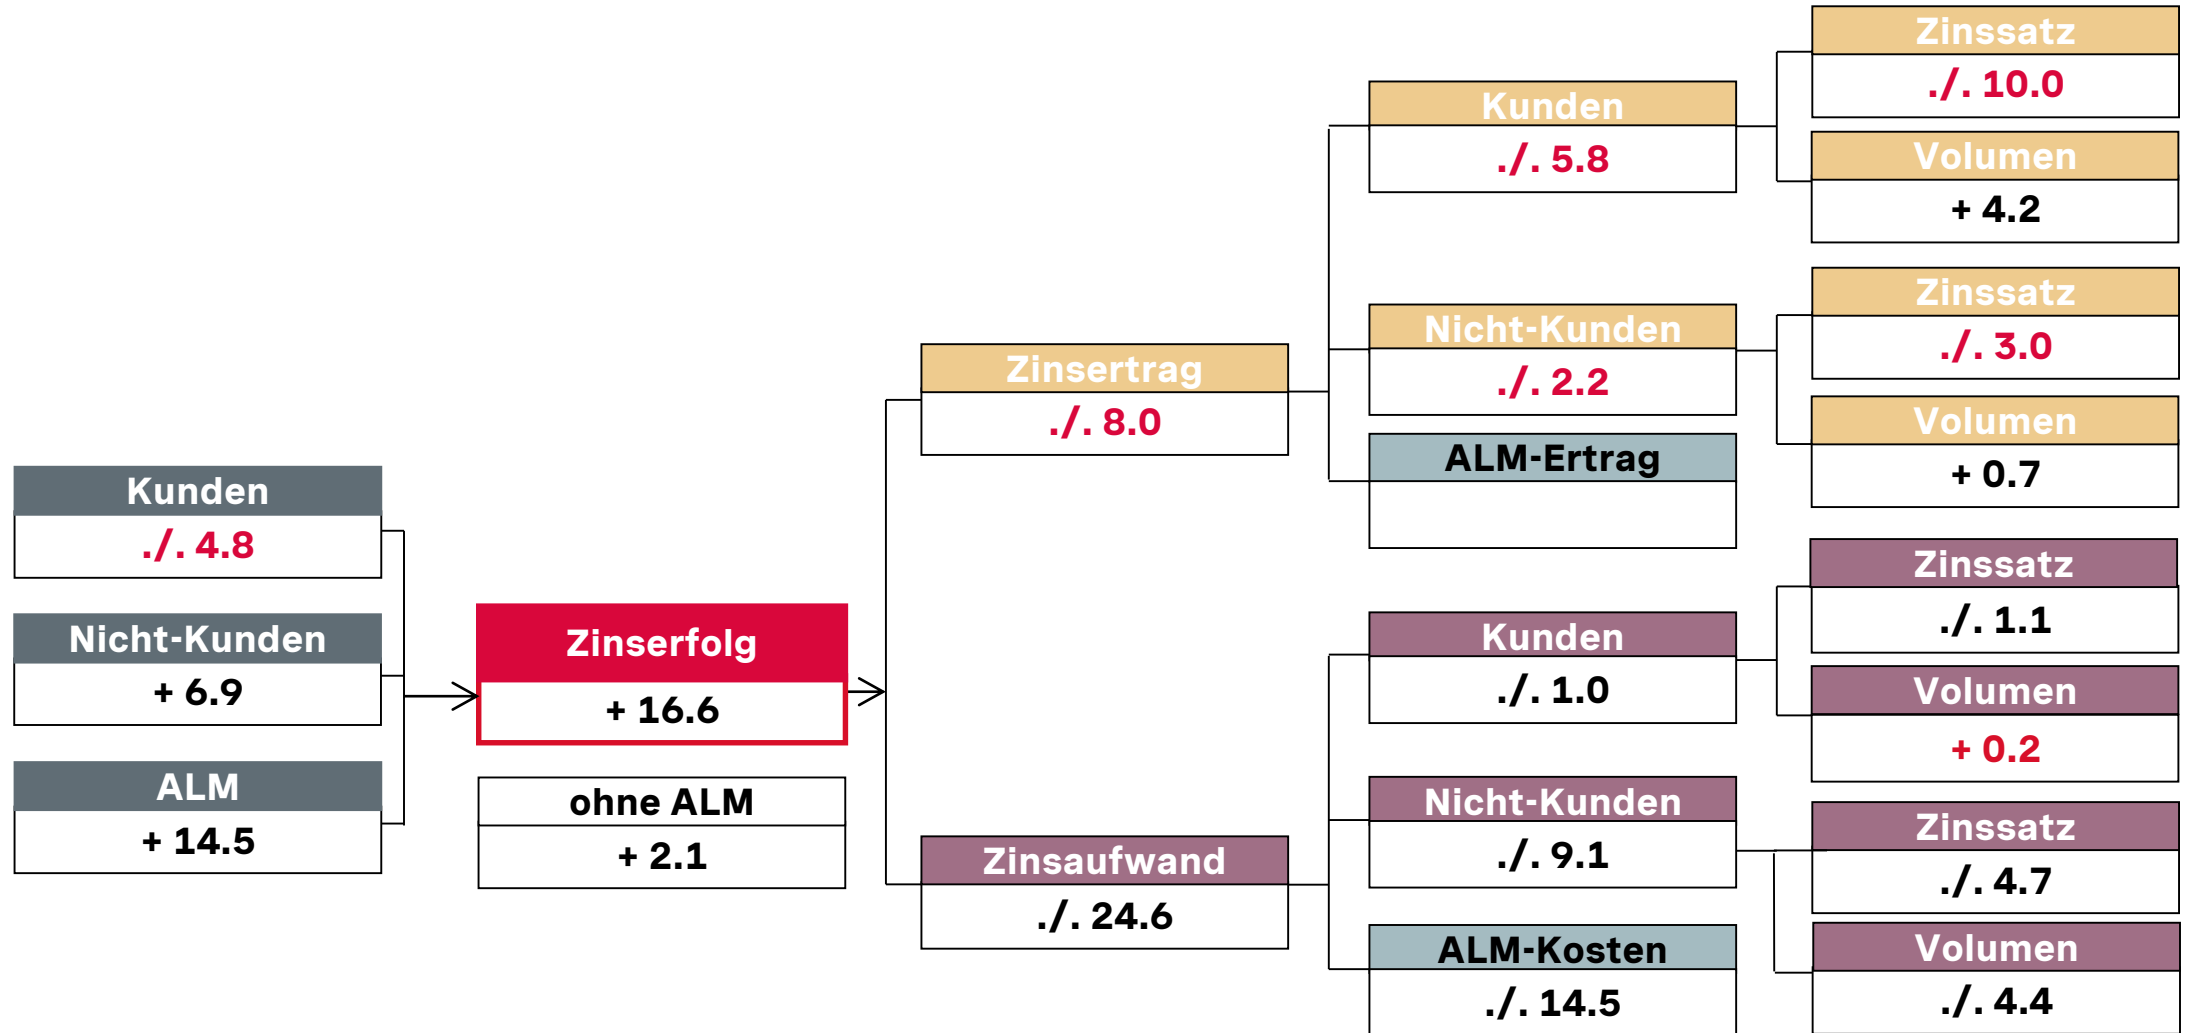 Kunden
./. 4.8
Nicht-Kunden
+ 6.9
ALM
+ 14.5
Zinserfolg
+ 16.6
ohne ALM
+ 2.1
Zinsertrag
./. 8.0
Zinsaufwand
./. 24.6
Kunden
./. 5.8
Nicht-Kunden
./. 2.2
ALM-Ertrag
Kunden
./. 1.0
Nicht-Kunden
./. 9.1
ALM-Kosten
./. 14.5
Zinssatz
./. 10.0
Volumen
+ 4.2
Zinssatz
./. 3.0
Volumen
+ 0.7
Zinssatz
./. 1.1
Volumen
+ 0.2
Zinssatz
./. 4.7
Volumen
./. 4.4